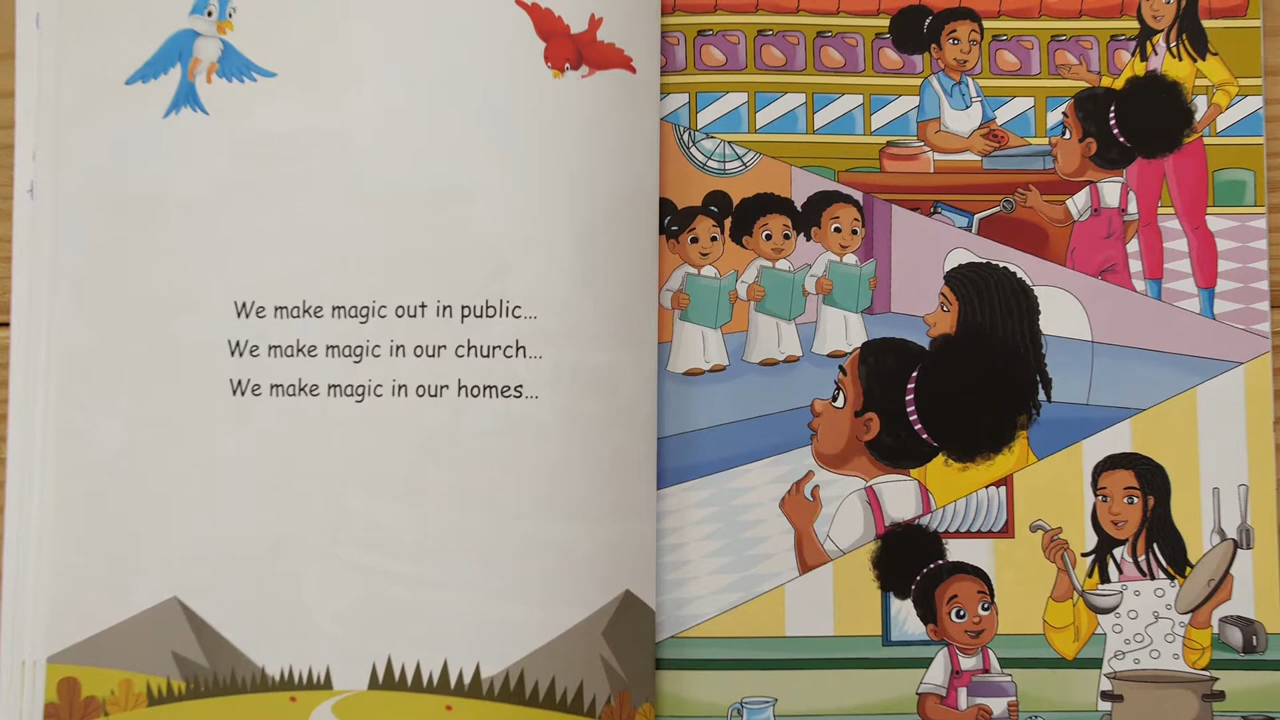 We make magic out in public...
We make magic in our church...
We make magic in our homes...